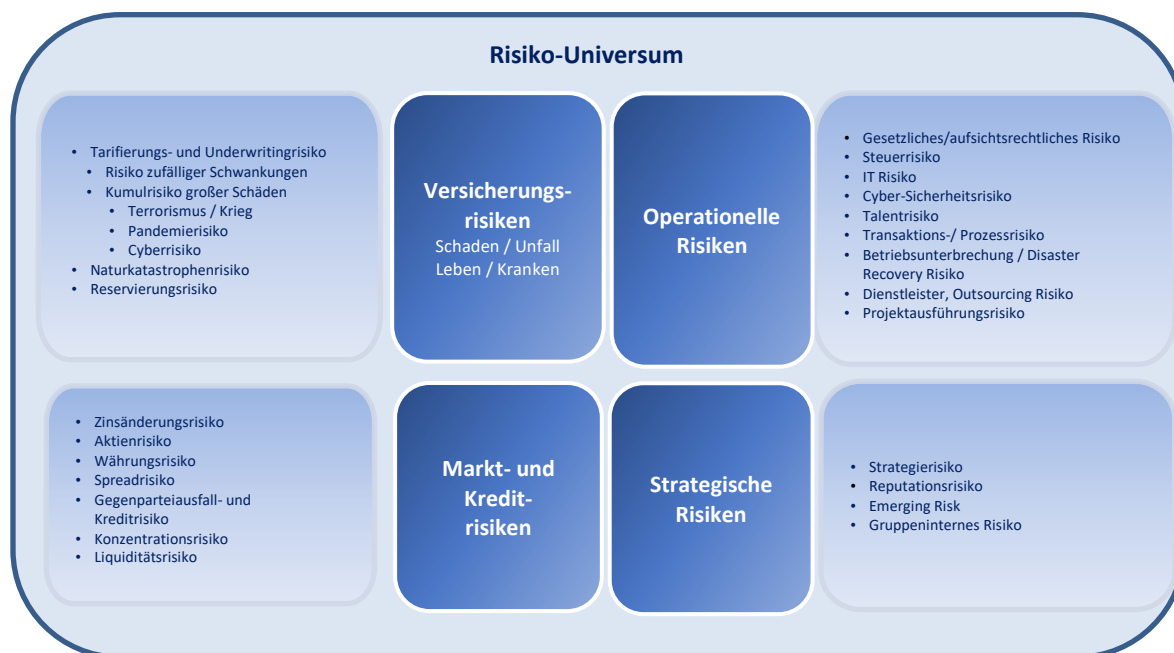 Risiko-Universum
• Tarifierungs- und Underwritingrisiko
• Risiko zufälliger Schwankungen
• Kumulrisiko großer Schäden
• Terrorismus / Krieg
• Pandemierisiko
• Cyberrisiko
• Naturkatastrophenrisiko
• Reservierungsrisiko
Versicherungs-
risiken
Schaden / Unfall
Leben / Kranken
Operationelle
Risiken
• Gesetzliches/aufsichtsrechtliches Risiko
• Steuerrisiko
• IT Risiko
• Cyber-Sicherheitsrisiko
• Talentrisiko
• Transaktions-/ Prozessrisiko
• Betriebsunterbrechung / Disaster
Recovery Risiko
• Dienstleister, Outsourcing Risiko
• Projektausführungsrisiko
• Zinsänderungsrisiko
• Aktienrisiko
• Währungsrisiko
• Spreadrisiko
• Gegenparteiausfall- und
Kreditrisiko
• Konzentrationsrisiko
• Liquiditätsrisiko
Markt- und
Kredit-
risiken
Strategische
Risiken
• Strategierisiko
• Reputationsrisiko
• Emerging Risk
• Gruppeninternes Risiko